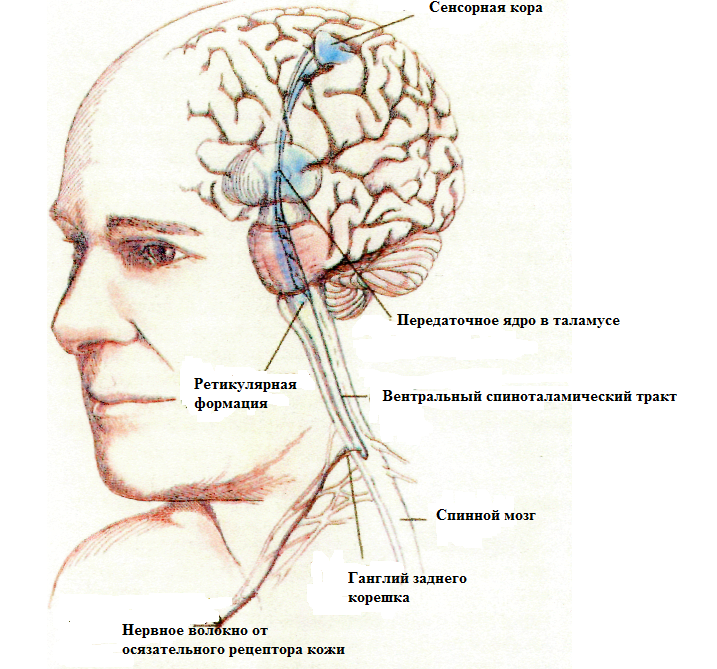 Сенсорная кора
Передаточное ядро в таламусе
Ретикулярная
формация
Вентральный спиноталамический тракт
Спинной мозг
Ганглий заднего
корешка
Нервное волокно от
осязательного рецептора кожи